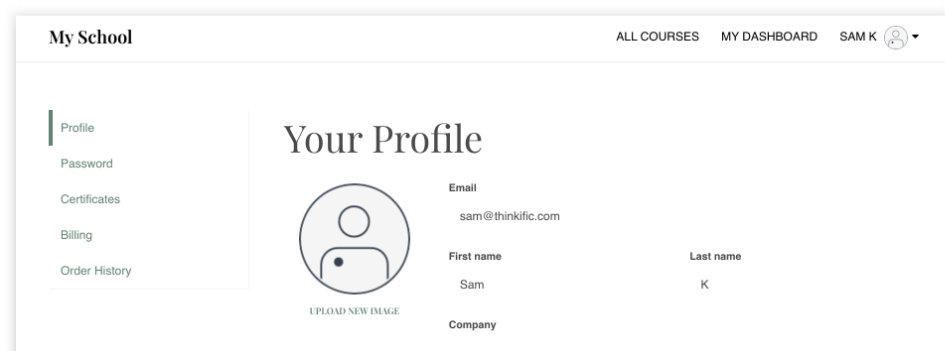 My School
ALL COURSES MY DASHBOARD SAM K
Profile
Password
Certificates
Billing
Order History
Your Profile
UPLOAD NEW IMAGE
Email
sam@thinkific.com
First name Last name
Sam K
Company